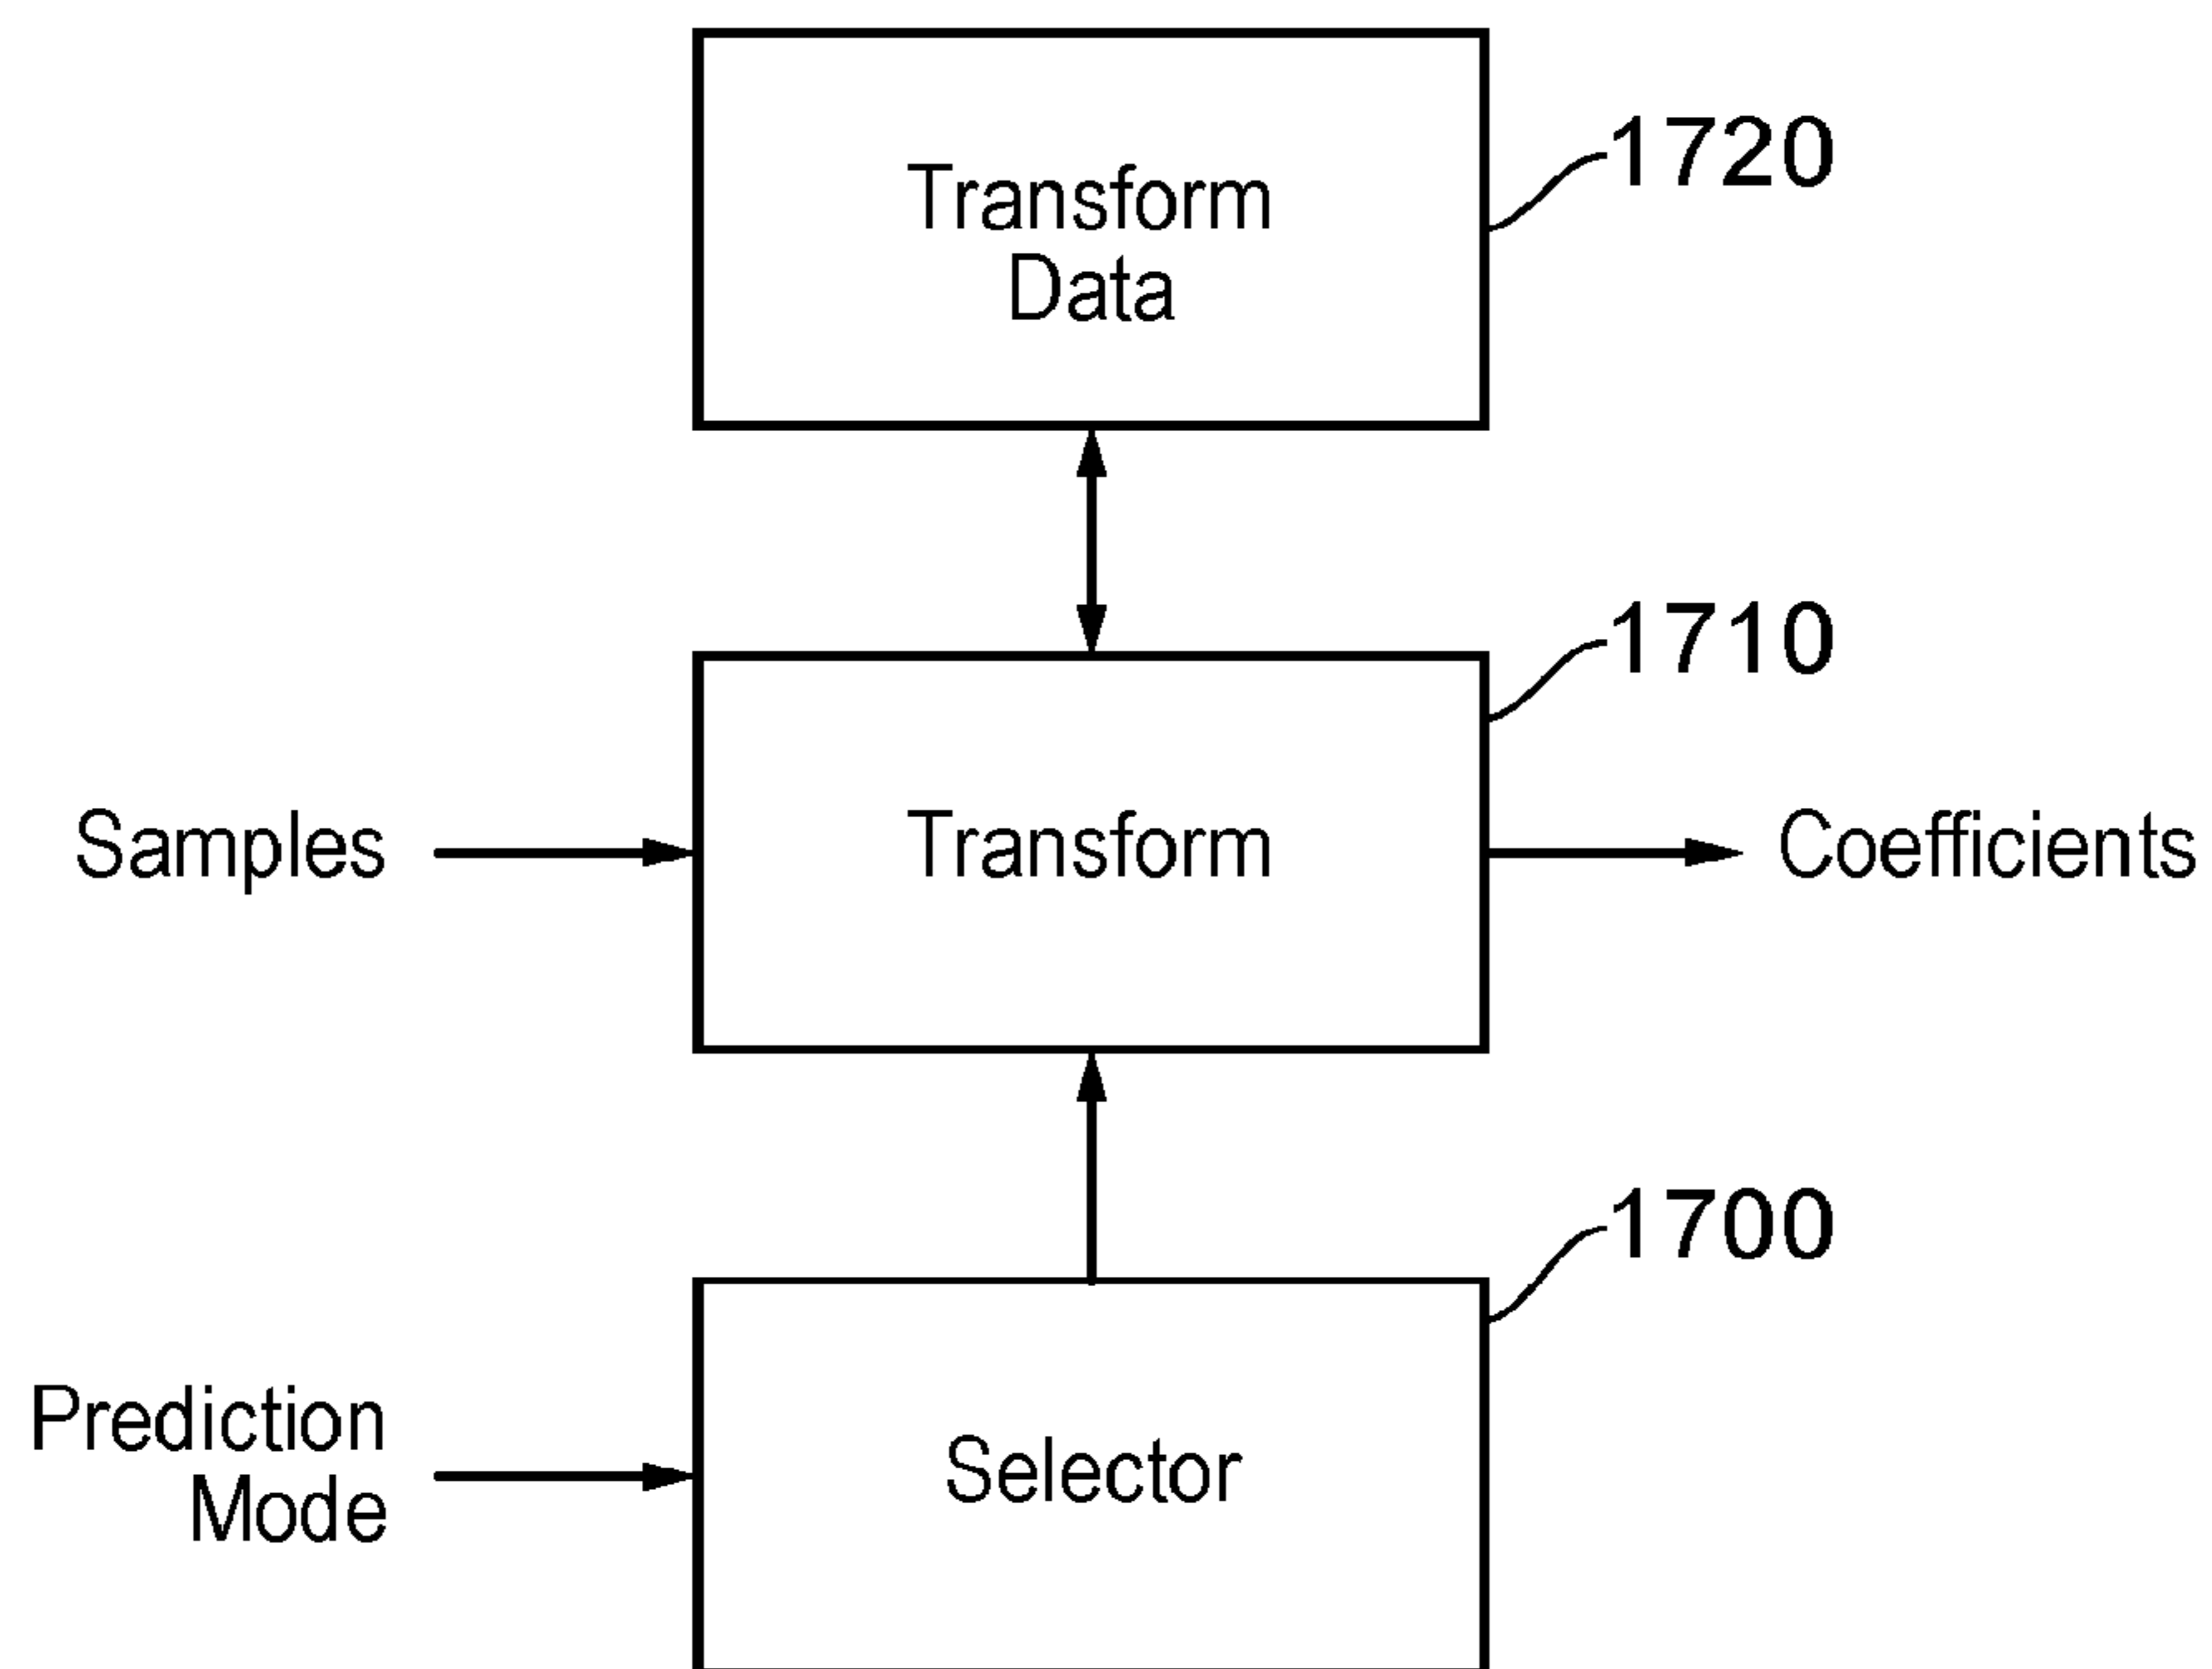 Transform
Data
1720
1710
Samples
Transform
Coefficients
1700
Prediction
Mode
Selector